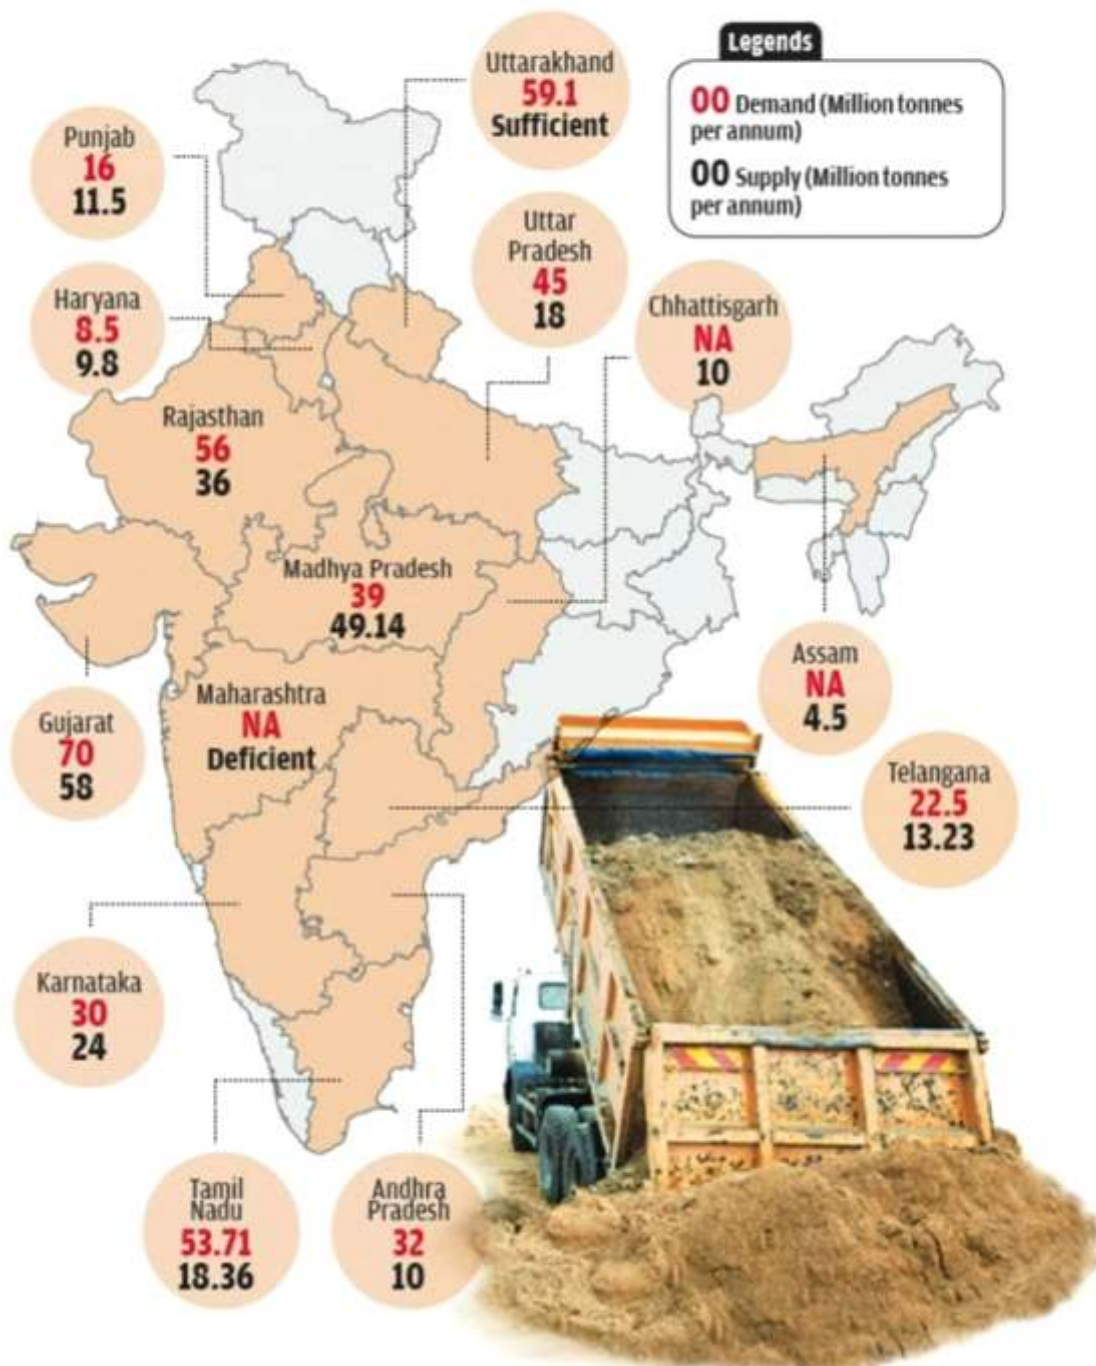 Legends
00 Demand (Million tonnes
per annum)
00 Supply (Million tonnes
per annum)
Uttarakhand
59.1
Sufficient
Punjab
16
11.5
Uttar
Pradesh
45
18
Haryana
8.5
9.8
Chhattisgarh
NA
10
Rajasthan
56
36
Madhya Pradesh
39
49.14
Assam
NA
4.5
Maharashtra
NA
Deficient
Gujarat
70
58
Telangana
22.5
13.23
Karnataka
30
24
Tamil
Nadu
53.71
18.36
Andhra
Pradesh
32
10